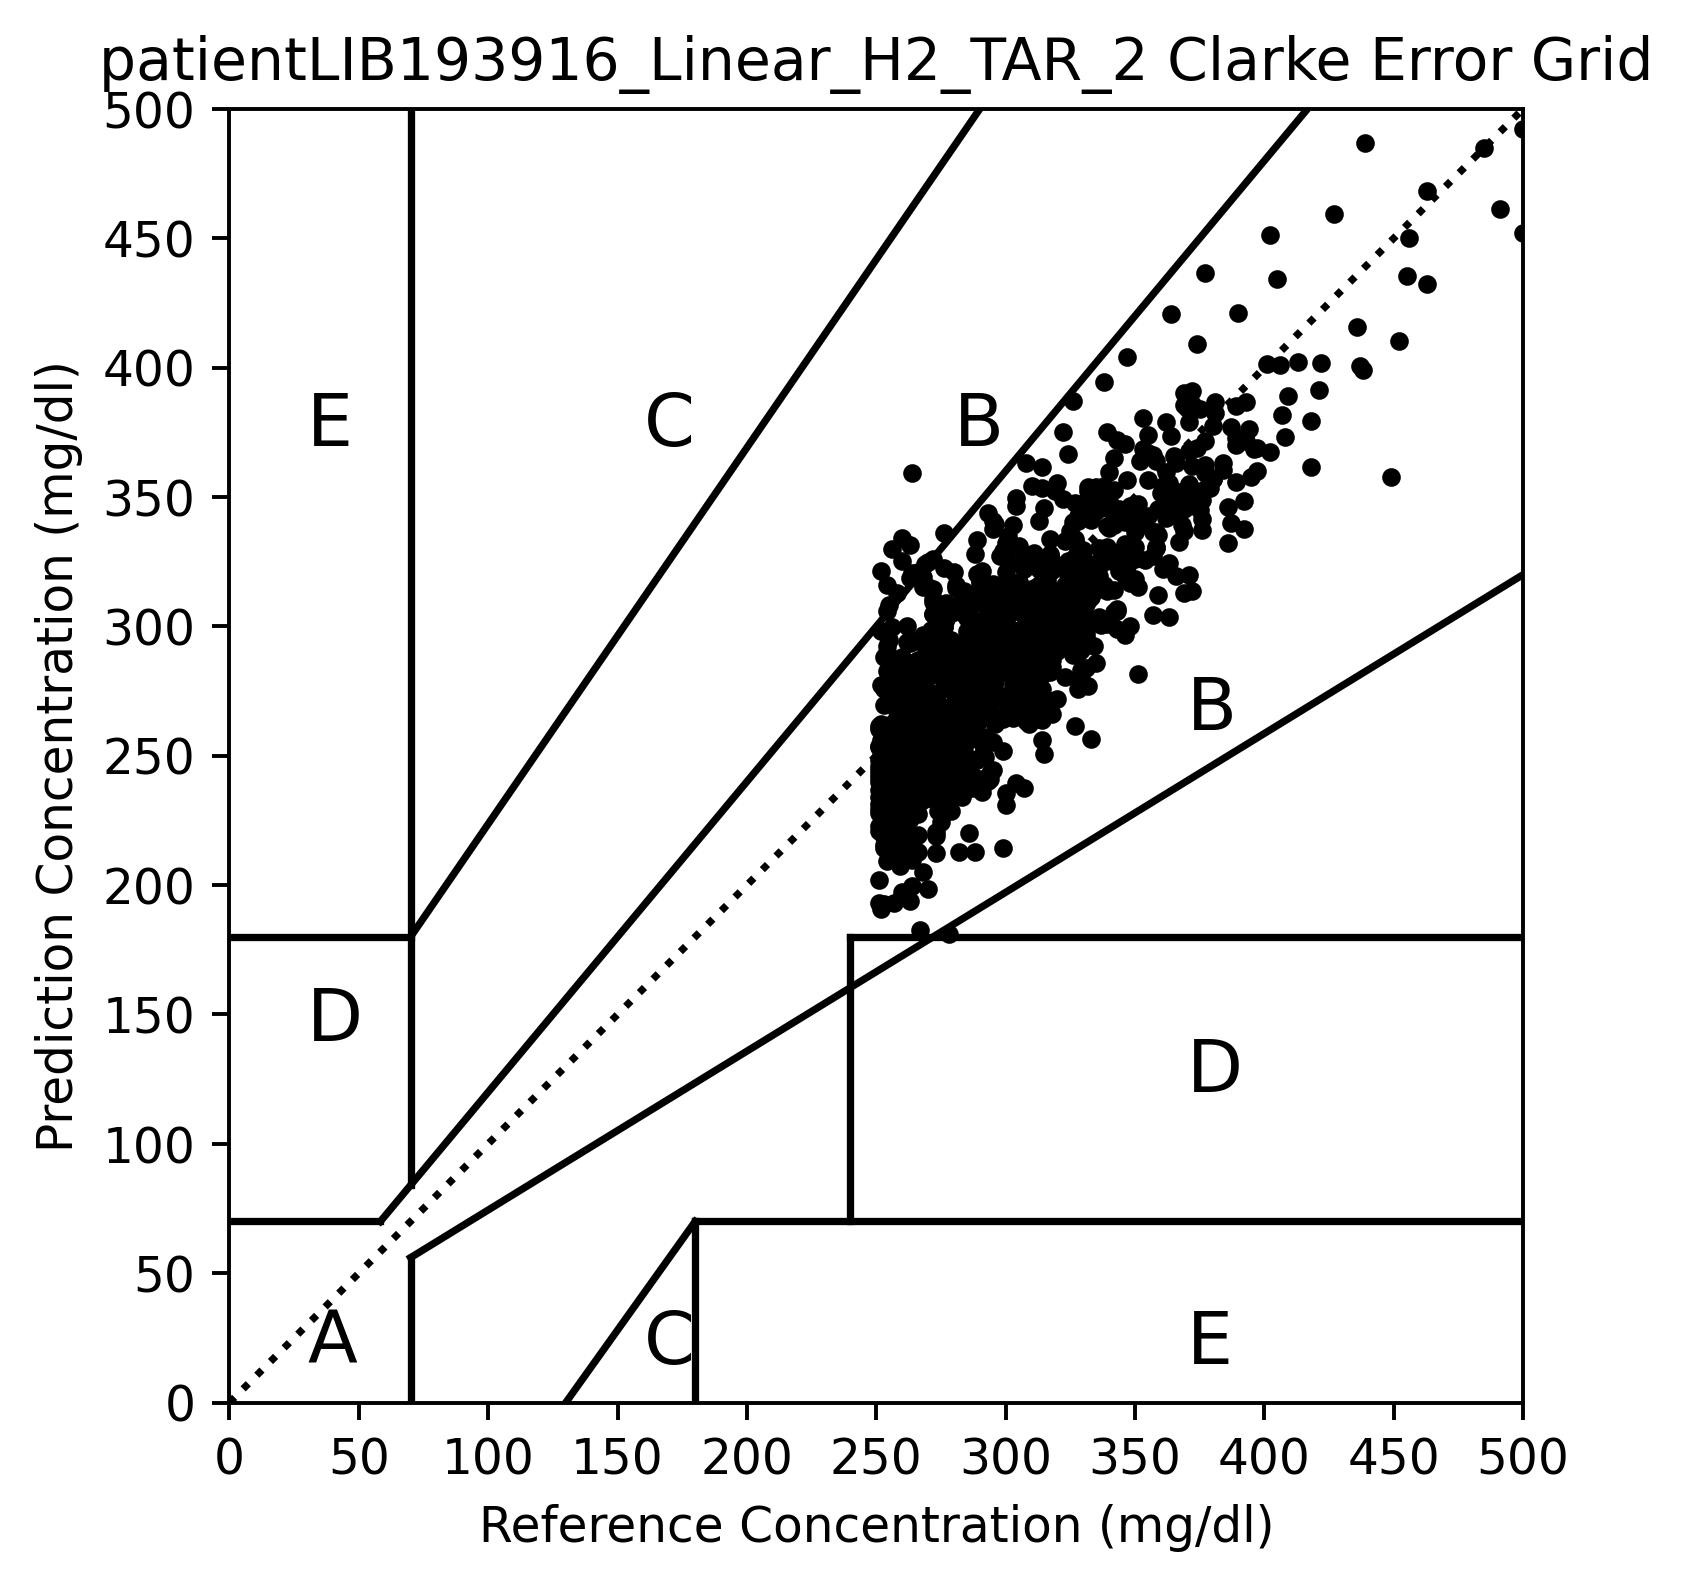 patientLIB193916_Linear_H2_TAR_2 Clarke Error Grid
500
450
400
350
300
250
200
150
100
50
0
Prediction Concentration (mg/dl)
E
C
B
B
D
D
A
C
E
0 50 100 150 200 250 300 350 400 450 500
Reference Concentration (mg/dl)